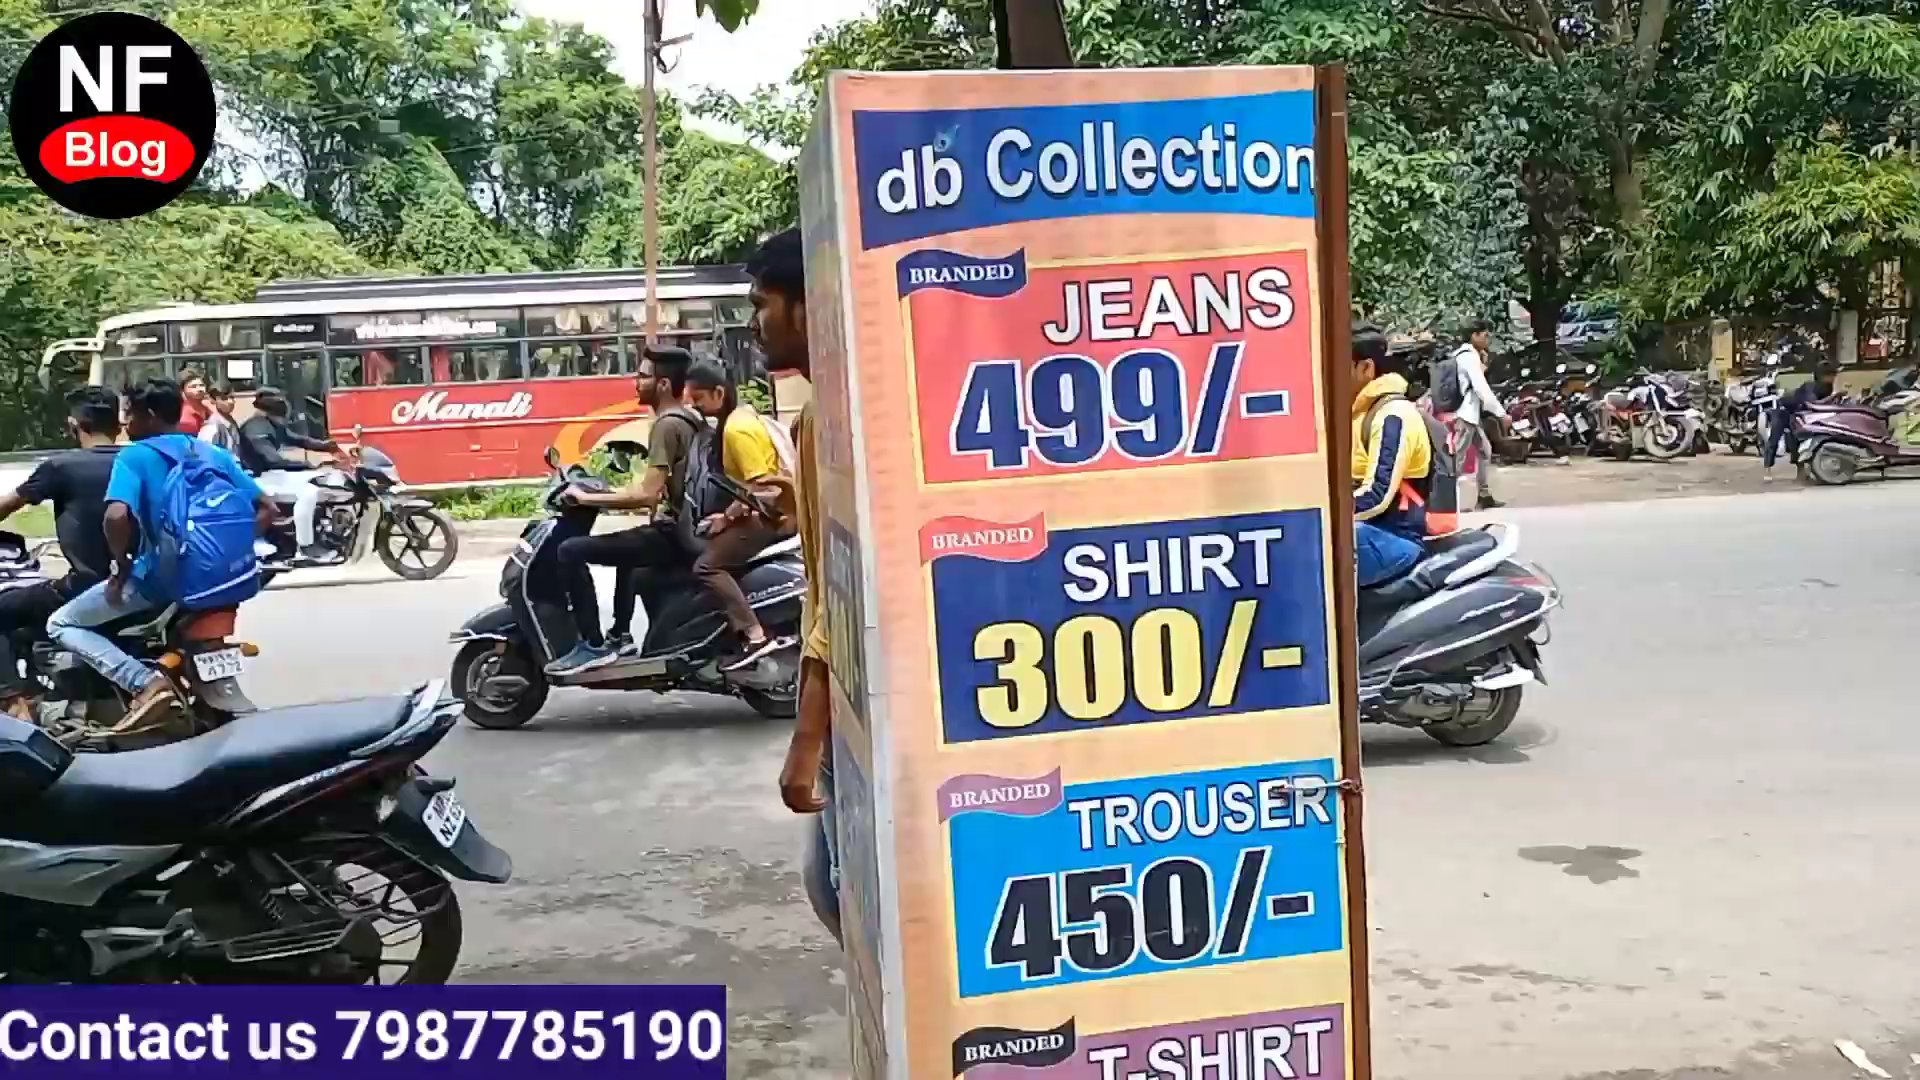 NF
Blog
db Collection
BRANDED
JEANS
499/-
BRANDED
SHIRT
300/-
BRANDED
TROUSER
450/-
BRANDED
T-SHIRT
Manali
4772
Contact us 7987785190